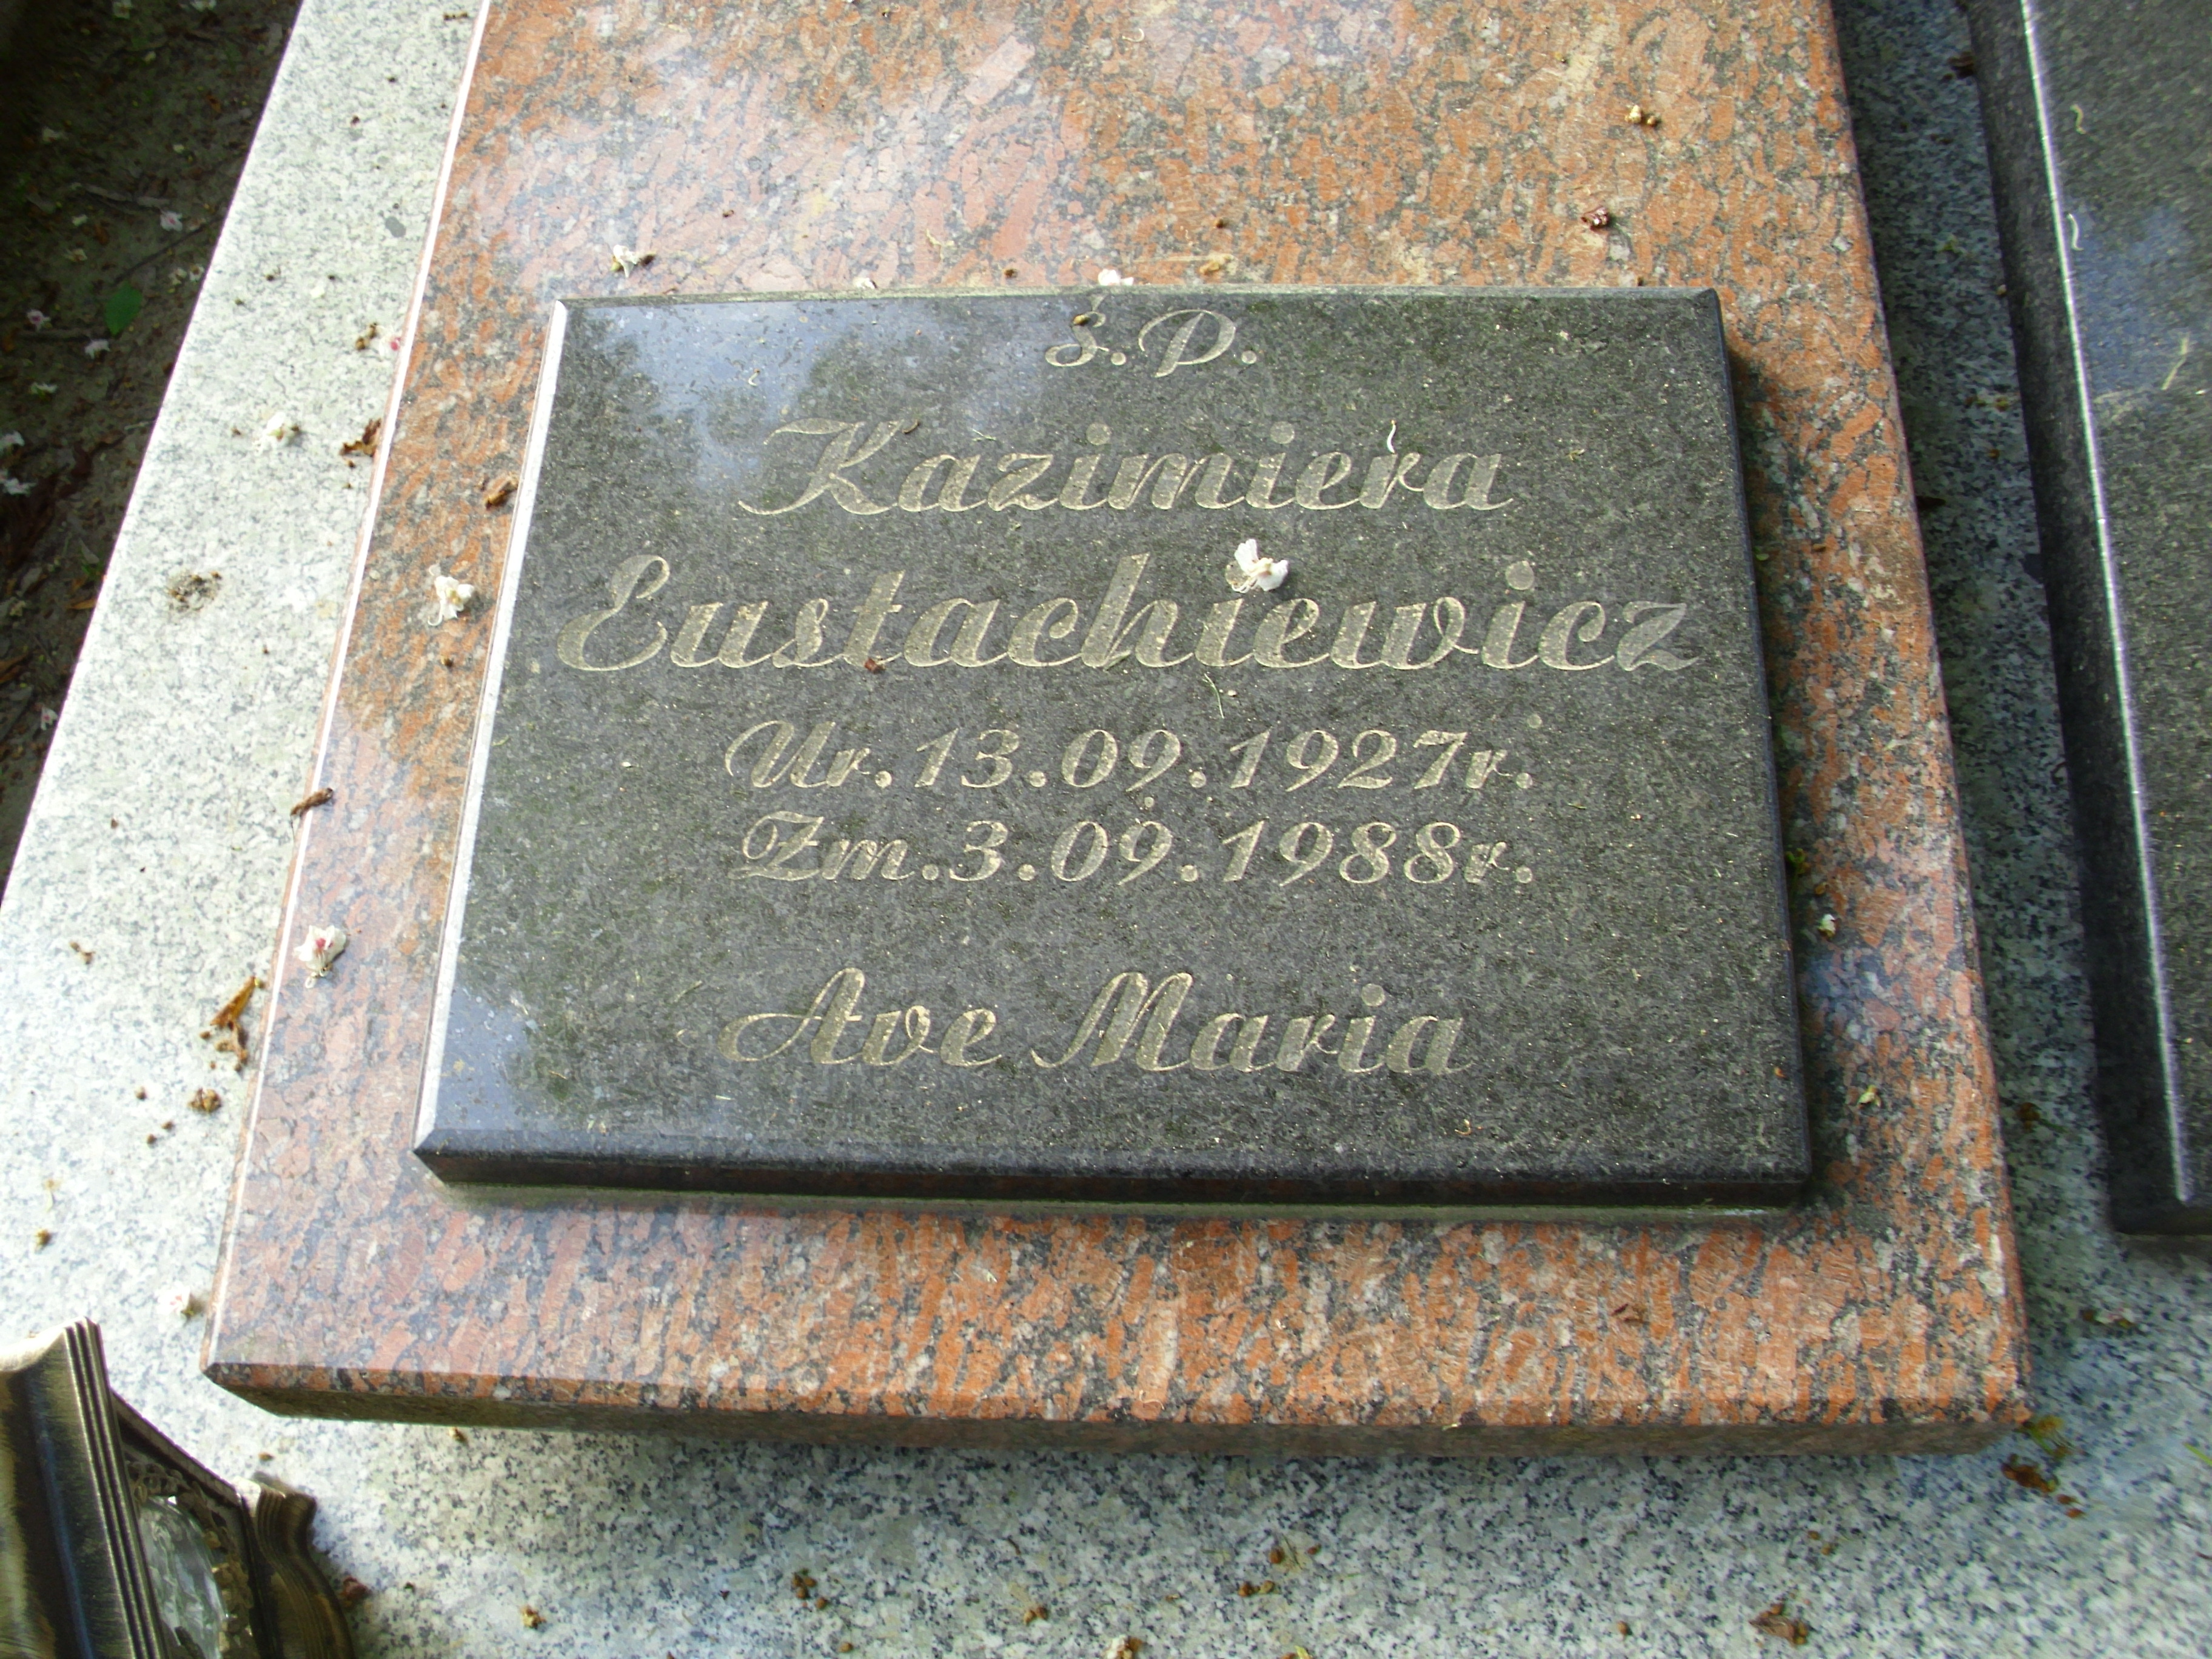 Ś.P.
Kazimiera
Eustachiewicz
Ur.13.09.1927r.
Zm.3.09.1988r.
Ave Maria